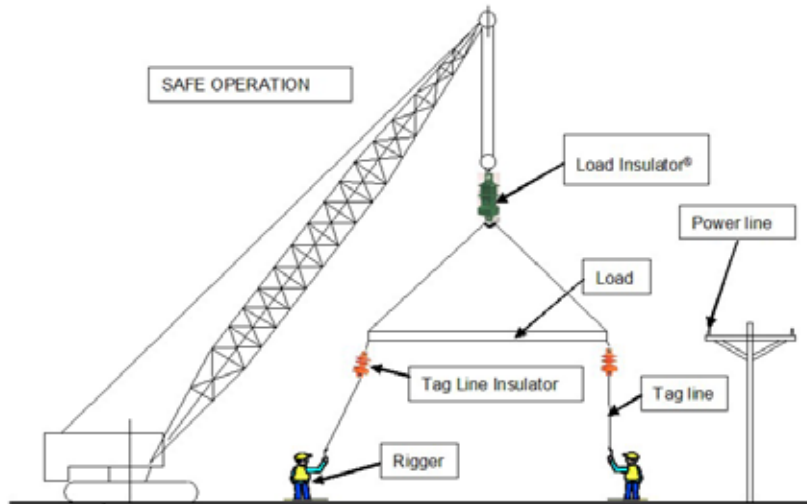 SAFE OPERATION
Load Insulator®
Power line
Load
Tag Line Insulator
Tag line
Rigger